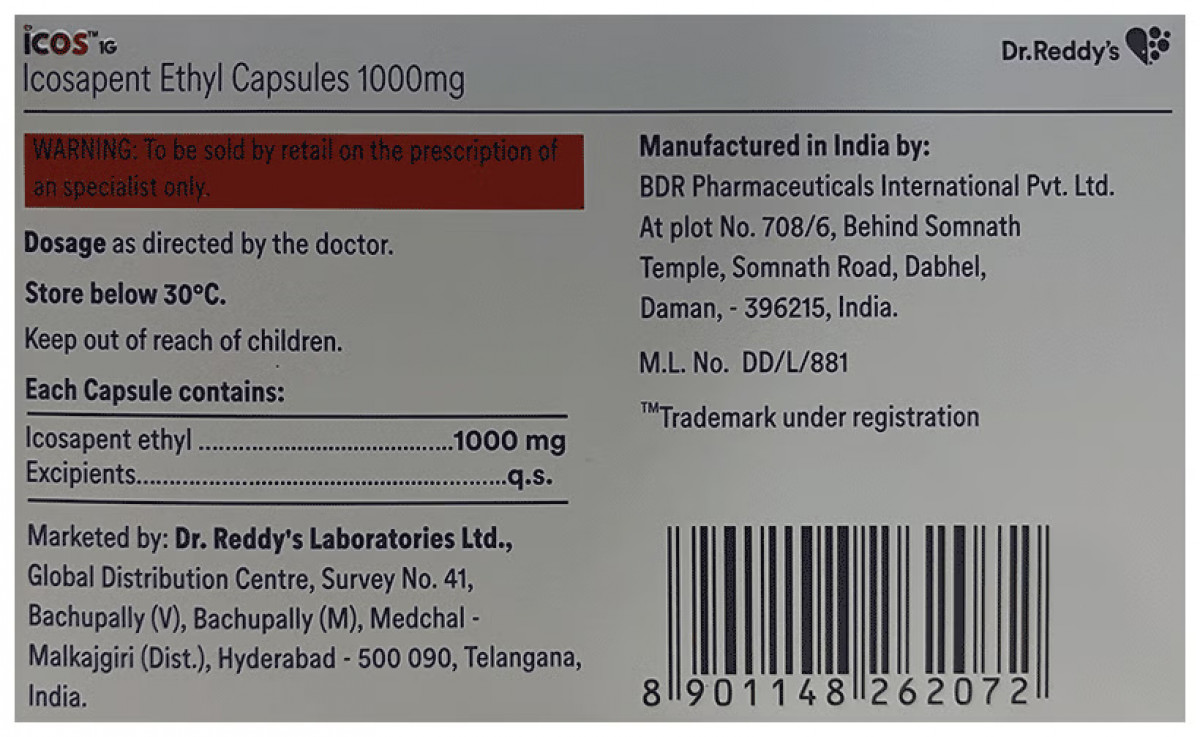 icos™ 1G
Icosapent Ethyl Capsules 1000mg
Dr.Reddy's
WARNING: To be sold by retail on the prescription of
an specialist only.
Dosage as directed by the doctor.
Store below 30°C.
Keep out of reach of children.
Each Capsule contains:
Icosapent ethyl ....................................1000 mg
Excipients.....................................................q.s.
Marketed by: Dr. Reddy's Laboratories Ltd.,
Global Distribution Centre, Survey No. 41,
Bachupally (V), Bachupally (M), Medchal -
Malkajgiri (Dist.), Hyderabad - 500 090, Telangana,
India.
Manufactured in India by:
BDR Pharmaceuticals International Pvt. Ltd.
At plot No. 708/6, Behind Somnath
Temple, Somnath Road, Dabhel,
Daman, - 396215, India.
M.L. No. DD/L/881
™Trademark under registration
8 901148 262072